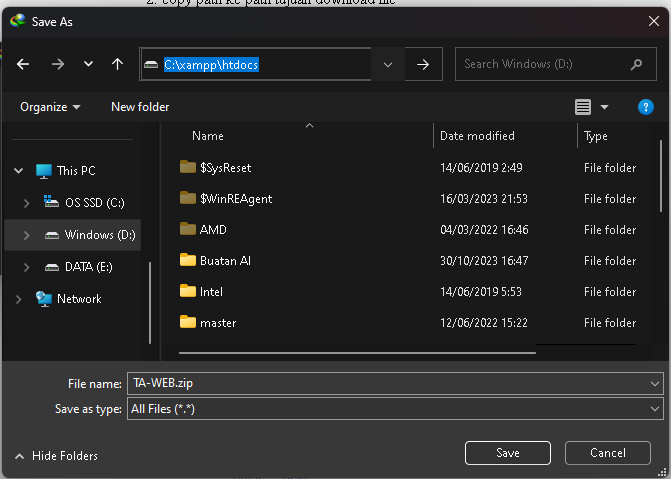 2. copy path ke path tujuan download file
Save As
C:\xampp\htdocs
Search Windows (D:)
Organize
New folder
Name
Date modified
Type
This PC
OS SSD (C:)
Windows (D:)
DATA (E:)
Network
$SysReset 14/06/2019 2:49 File folder
$WinREAgent 16/03/2023 21:53 File folder
AMD 04/03/2022 16:46 File folder
Buatan AI 30/10/2023 16:47 File folder
Intel 14/06/2019 5:53 File folder
master 12/06/2022 15:22 File folder
File name: TA-WEB.zip
Save as type: All Files (*.*)
Hide Folders
Save
Cancel